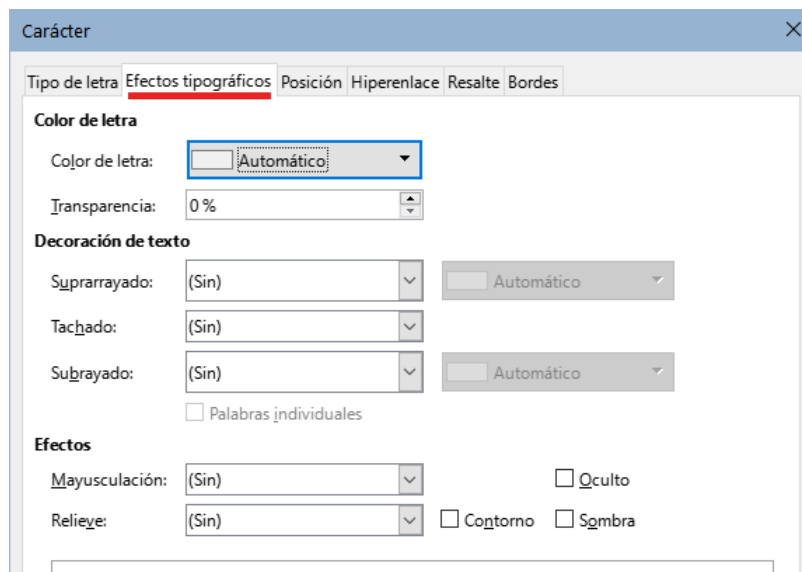 Carácter
Tipo de letra Efectos tipográficos Posición Hiperenlace Resalte Bordes
Color de letra
Color de letra: Automático
Transparencia: 0 %
Decoración de texto
Suprarrayado: (Sin) Automático
Tachado: (Sin)
Subrayado: (Sin) Automático
Palabras individuales
Efectos
Mayusculación: (Sin) Oculto
Relieve: (Sin) Contorno Sombra